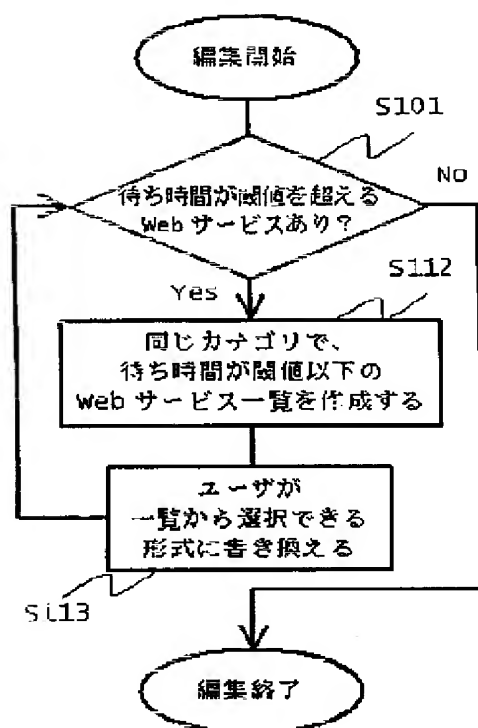 編集開始
S101
待ち時間が閾値を超える
Webサービスあり？
No
Yes
S112
同じカテゴリで、
待ち時間が閾値以下の
Webサービス一覧を作成する
ユーザが
一覧から選択できる
形式に書き換える
S113
編集終了